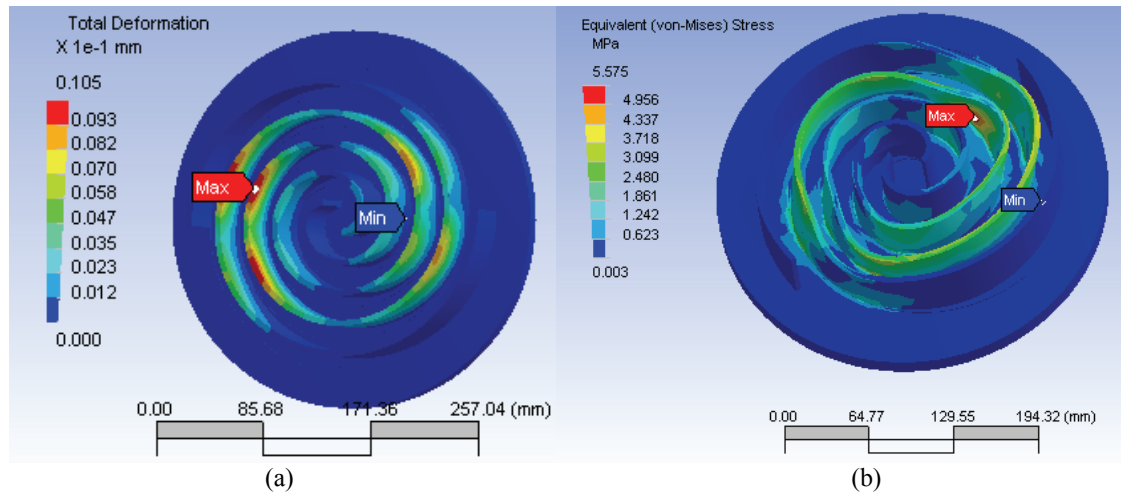 Total Deformation
X 1e-1 mm
0.105
0.093
0.082
0.070
0.058
0.047
0.035
0.023
0.012
0.000
Max
Min
0.00 85.68 171.36 257.04 (mm)
(a)
Equivalent (von-Mises) Stress
MPa
5.575
4.956
4.337
3.718
3.099
2.480
1.861
1.242
0.623
0.003
Max
Min
0.00 64.77 129.55 194.32 (mm)
(b)